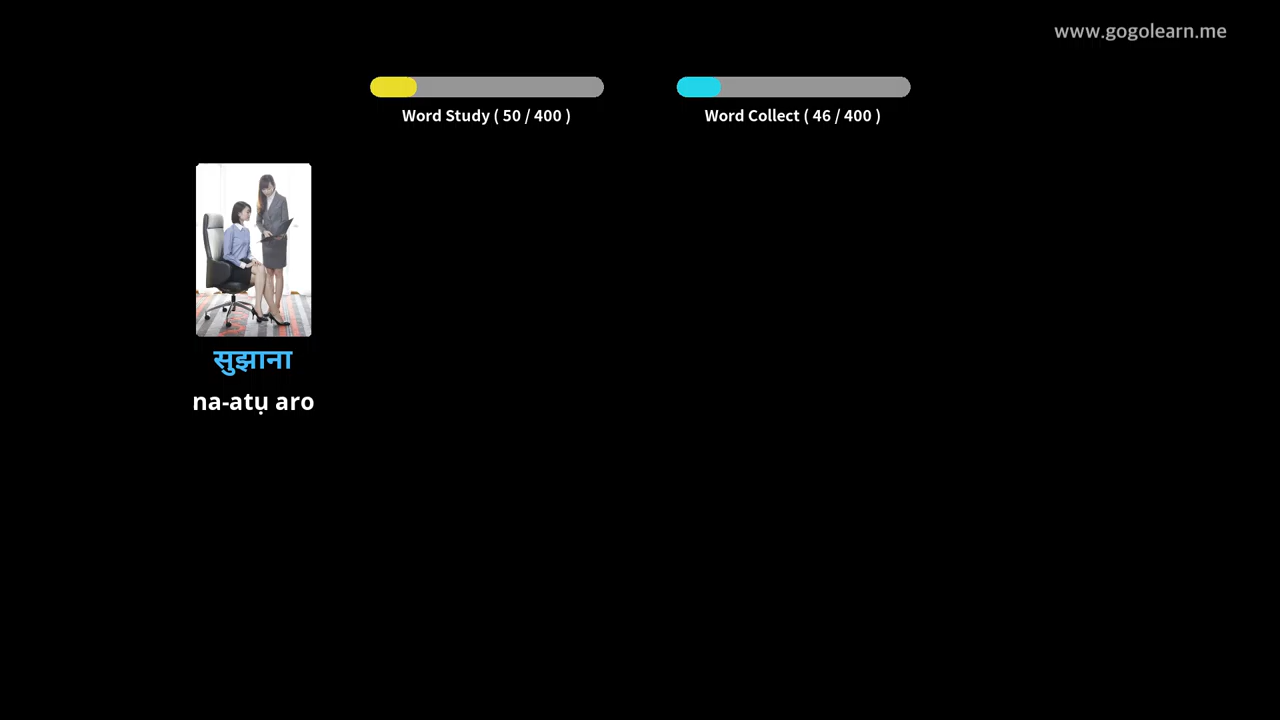 www.gogolearn.me
Word Study ( 50 / 400 )
Word Collect ( 46 / 400 )
सुझाना
na-atụ aro